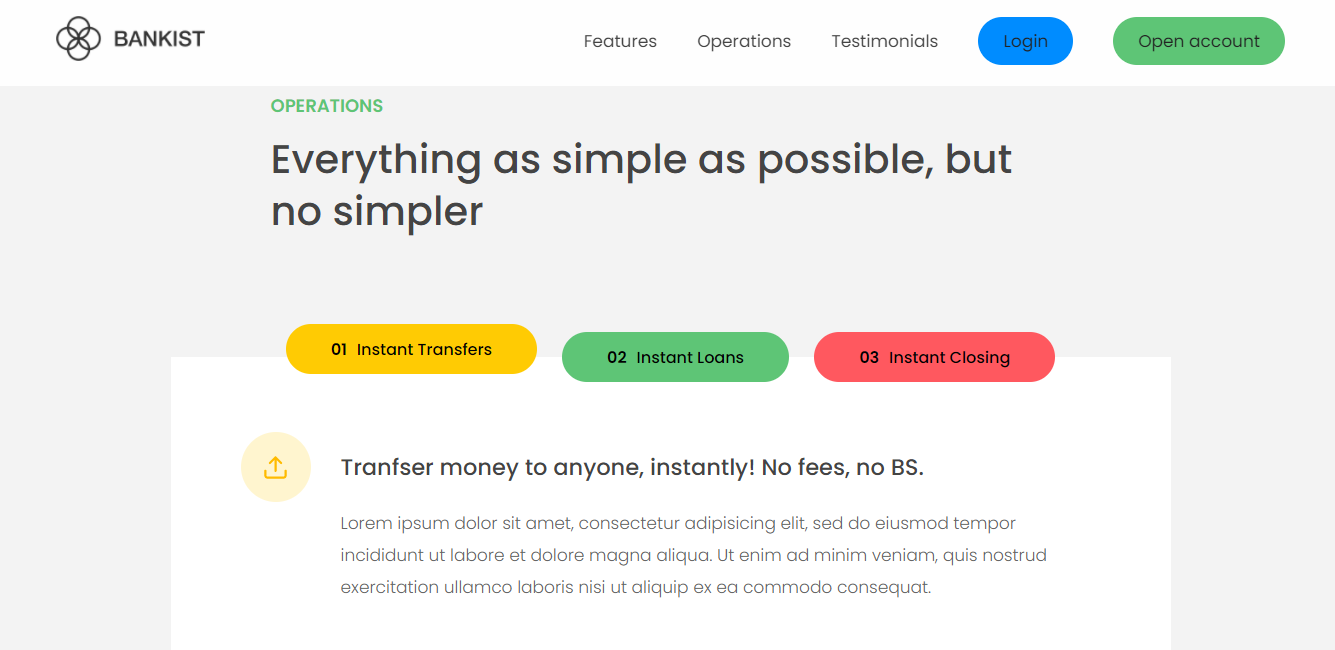 BANKIST
Features
Operations
Testimonials
Login
Open account
OPERATIONS
Everything as simple as possible, but
no simpler
01 Instant Transfers
02 Instant Loans
03 Instant Closing
Tranfser money to anyone, instantly! No fees, no BS.
Lorem ipsum dolor sit amet, consectetur adipisicing elit, sed do eiusmod tempor
incididunt ut labore et dolore magna aliqua. Ut enim ad minim veniam, quis nostrud
exercitation ullamco laboris nisi ut aliquip ex ea commodo consequat.